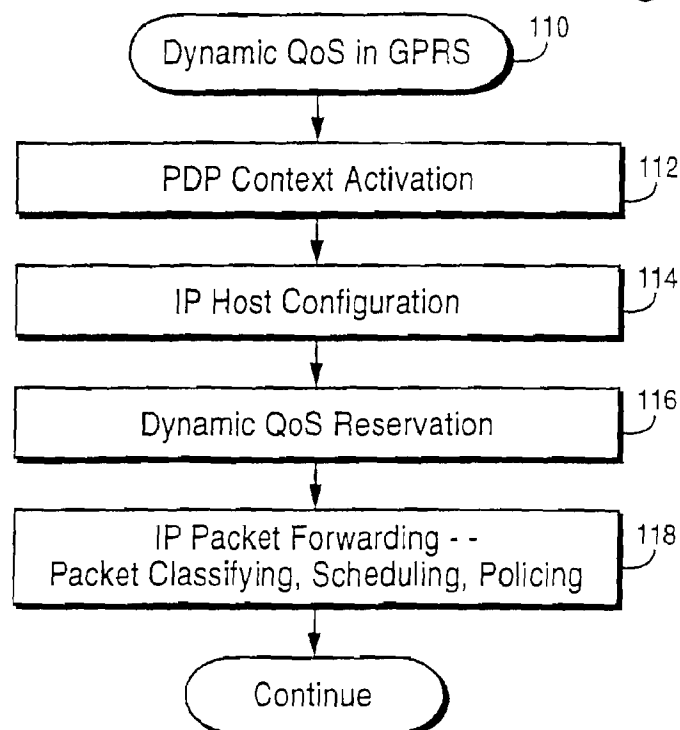 Dynamic QoS in GPRS
110
PDP Context Activation
112
IP Host Configuration
114
Dynamic QoS Reservation
116
IP Packet Forwarding - -
Packet Classifying, Scheduling, Policing
118
Continue